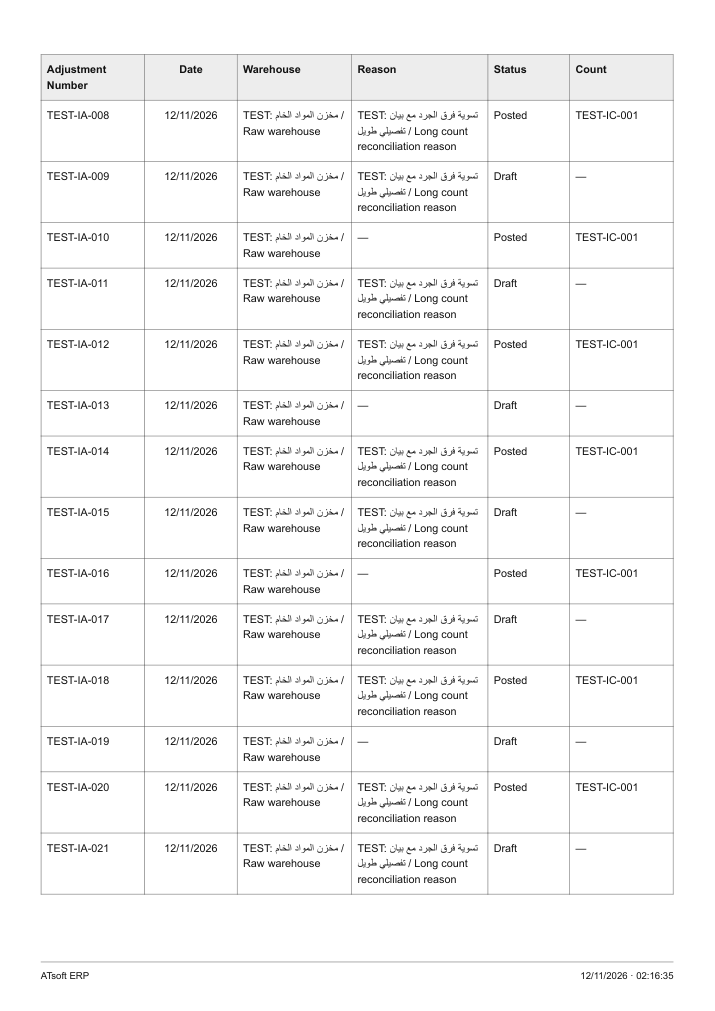 Adjustment Number Date Warehouse Reason Status Count
TEST-IA-008 12/11/2026 TEST: مخزن المواد الخام / TEST: تسوية فرق الجرد مع بيان Posted TEST-IC-001
Raw warehouse تفصيلي طويل / Long count
reconciliation reason
TEST-IA-009 12/11/2026 TEST: مخزن المواد الخام / TEST: تسوية فرق الجرد مع بيان Draft —
Raw warehouse تفصيلي طويل / Long count
reconciliation reason
TEST-IA-010 12/11/2026 TEST: مخزن المواد الخام / — Posted TEST-IC-001
Raw warehouse
TEST-IA-011 12/11/2026 TEST: مخزن المواد الخام / TEST: تسوية فرق الجرد مع بيان Draft —
Raw warehouse تفصيلي طويل / Long count
reconciliation reason
TEST-IA-012 12/11/2026 TEST: مخزن المواد الخام / TEST: تسوية فرق الجرد مع بيان Posted TEST-IC-001
Raw warehouse تفصيلي طويل / Long count
reconciliation reason
TEST-IA-013 12/11/2026 TEST: مخزن المواد الخام / — Draft —
Raw warehouse
TEST-IA-014 12/11/2026 TEST: مخزن المواد الخام / TEST: تسوية فرق الجرد مع بيان Posted TEST-IC-001
Raw warehouse تفصيلي طويل / Long count
reconciliation reason
TEST-IA-015 12/11/2026 TEST: مخزن المواد الخام / TEST: تسوية فرق الجرد مع بيان Draft —
Raw warehouse تفصيلي طويل / Long count
reconciliation reason
TEST-IA-016 12/11/2026 TEST: مخزن المواد الخام / — Posted TEST-IC-001
Raw warehouse
TEST-IA-017 12/11/2026 TEST: مخزن المواد الخام / TEST: تسوية فرق الجرد مع بيان Draft —
Raw warehouse تفصيلي طويل / Long count
reconciliation reason
TEST-IA-018 12/11/2026 TEST: مخزن المواد الخام / TEST: تسوية فرق الجرد مع بيان Posted TEST-IC-001
Raw warehouse تفصيلي طويل / Long count
reconciliation reason
TEST-IA-019 12/11/2026 TEST: مخزن المواد الخام / — Draft —
Raw warehouse
TEST-IA-020 12/11/2026 TEST: مخزن المواد الخام / TEST: تسوية فرق الجرد مع بيان Posted TEST-IC-001
Raw warehouse تفصيلي طويل / Long count
reconciliation reason
TEST-IA-021 12/11/2026 TEST: مخزن المواد الخام / TEST: تسوية فرق الجرد مع بيان Draft —
Raw warehouse تفصيلي طويل / Long count
reconciliation reason
ATsoft ERP 12/11/2026 · 02:16:35